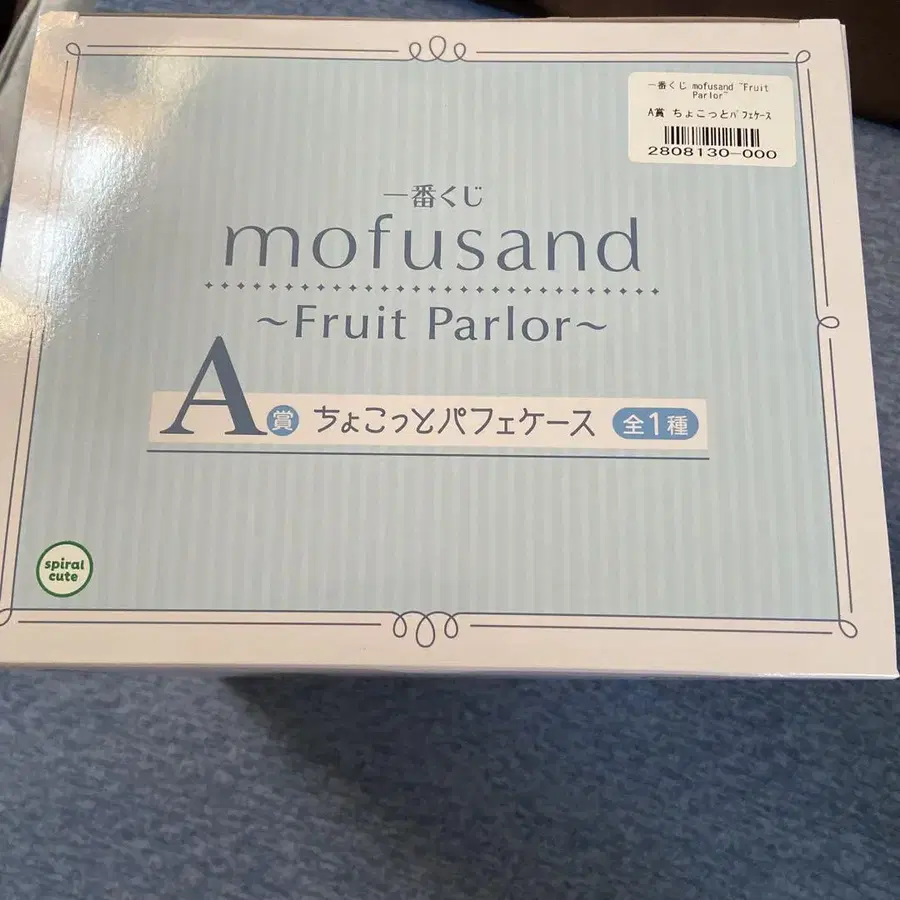 一番くじ mofusand ~Fruit
Parlor~
A賞 ちょこっとパフェケース
2808130-000
一番くじ
mofusand
~Fruit Parlor~
A賞 ちょこっとパフェケース 全1種
spiral
cute